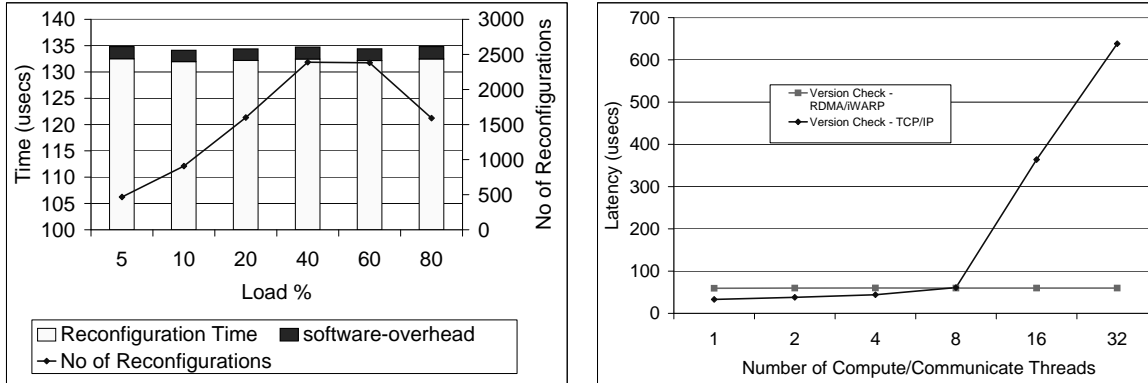 140
135
130
125
120
115
110
105
100
Time (usecs)
3000
2500
2000
1500
1000
500
0
No of Reconfigurations
5 10 20 40 60 80
Load %
Reconfiguration Time software-overhead
No of Reconfigurations
700
600
500
400
300
200
100
0
Latency (usecs)
Version Check -
RDMA/iWARP
Version Check - TCP/IP
1 2 4 8 16 32
Number of Compute/Communicate Threads